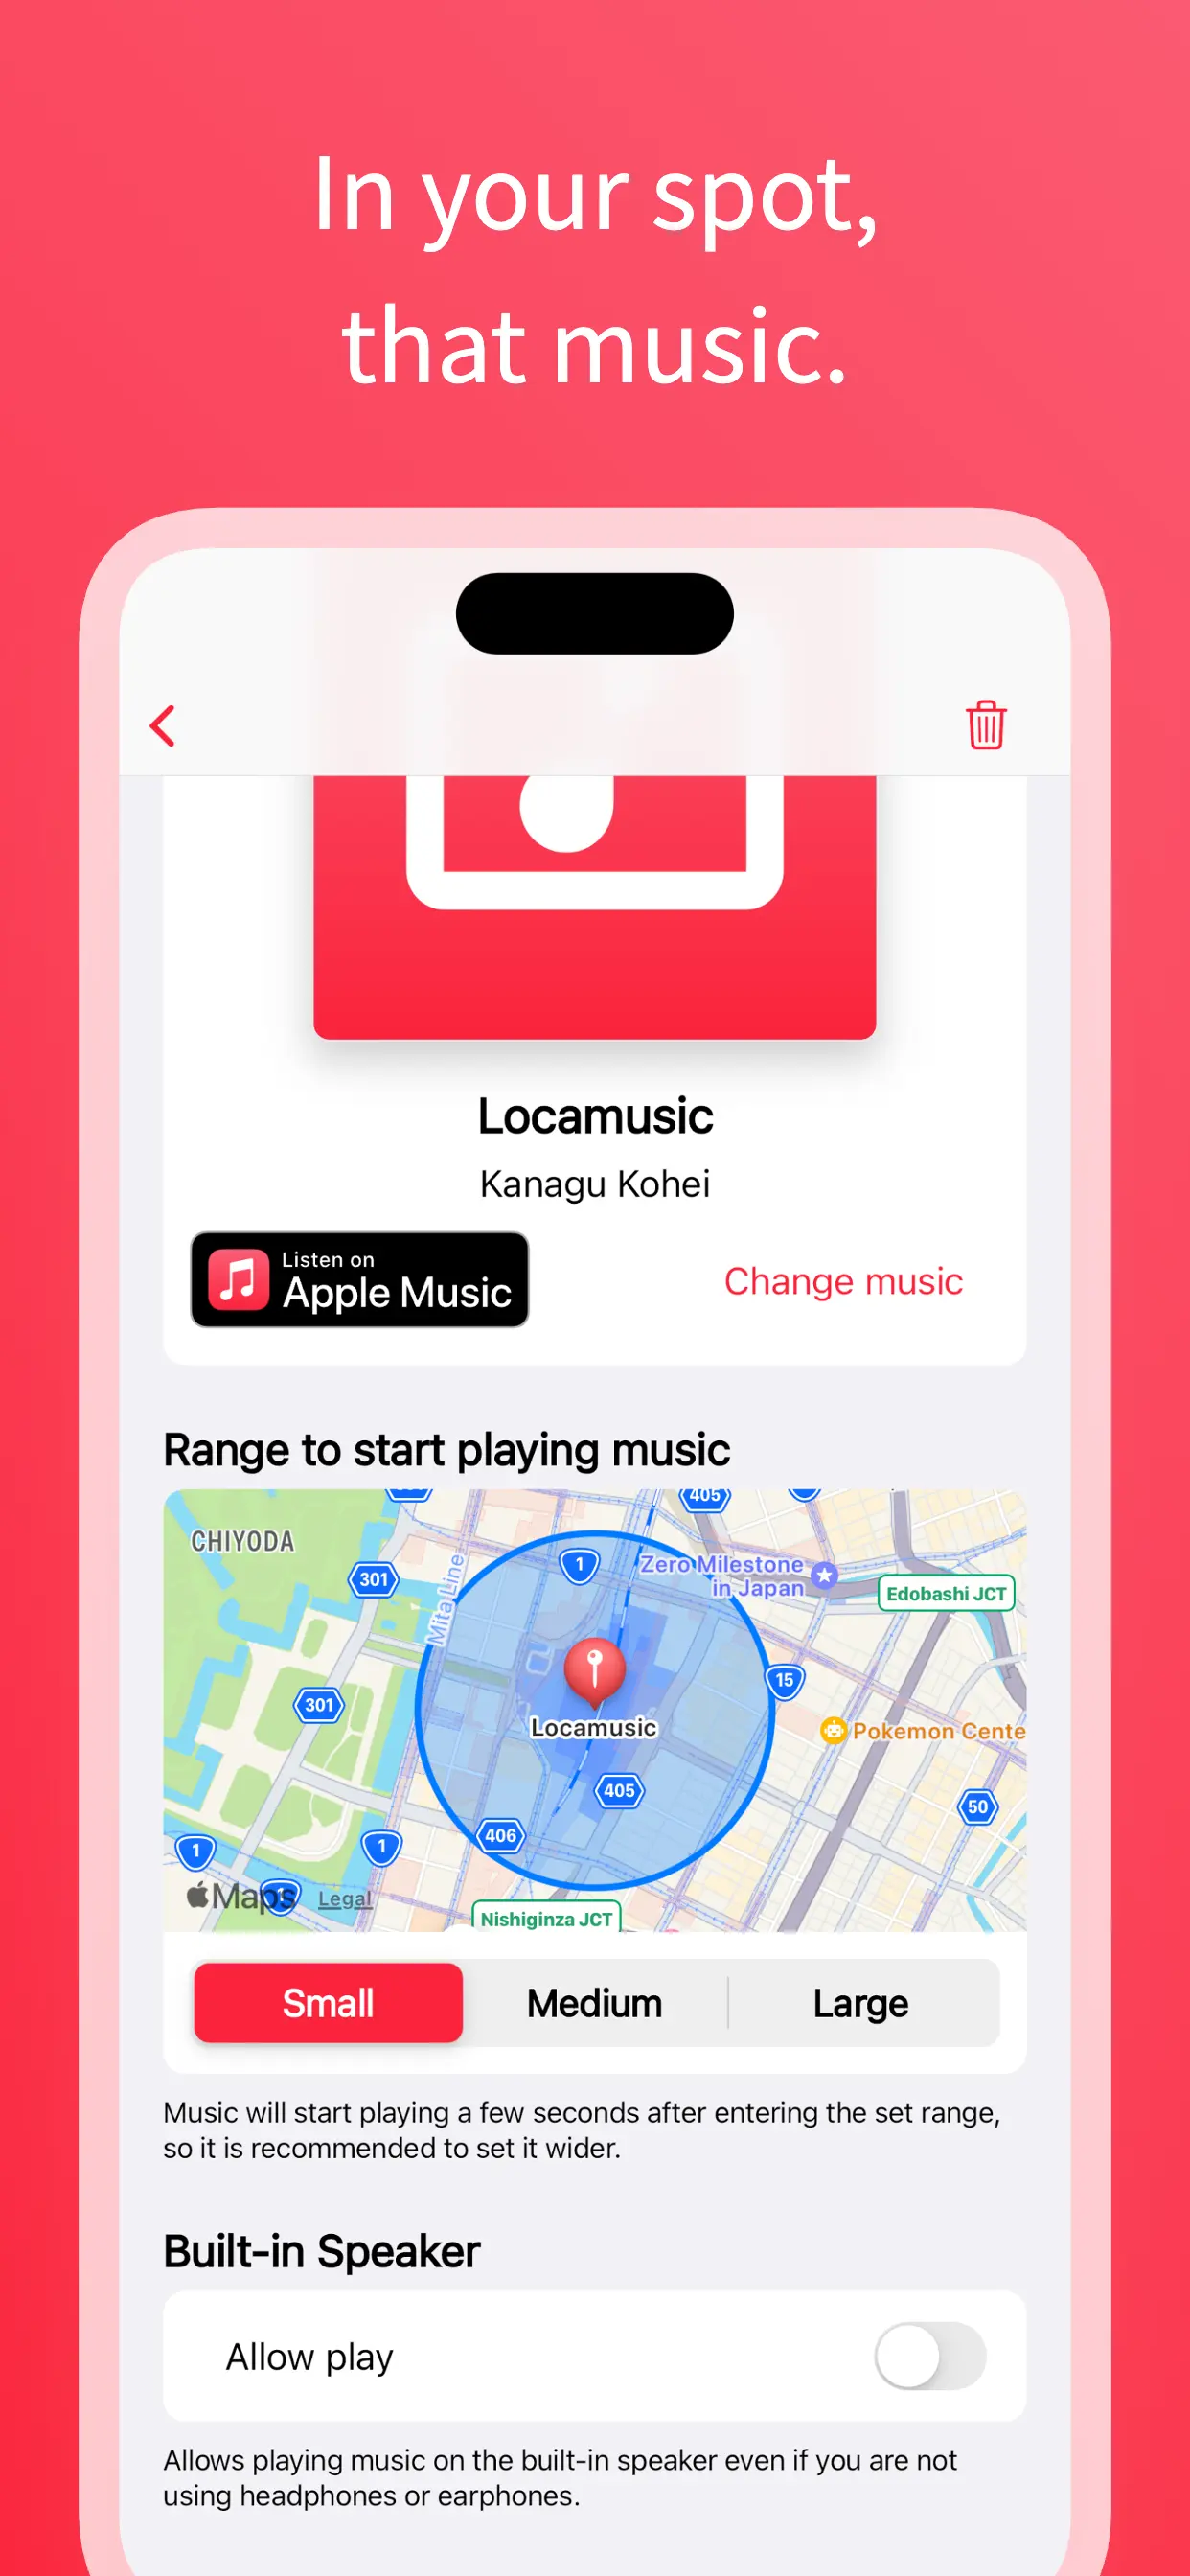 In your spot,
that music.
Locamusic
Kanagu Kohei
Listen on
Apple Music
Change music
Range to start playing music
405
CHIYODA
1
Zero Milestone
in Japan
301
Edobashi JCT
Mita Line
15
301
Locamusic
Pokemon Cente
405
50
406
1
1
Maps
Legal
Nishiginza JCT
Small
Medium
Large
Music will start playing a few seconds after entering the set range,
so it is recommended to set it wider.
Built-in Speaker
Allow play
Allows playing music on the built-in speaker even if you are not
using headphones or earphones.